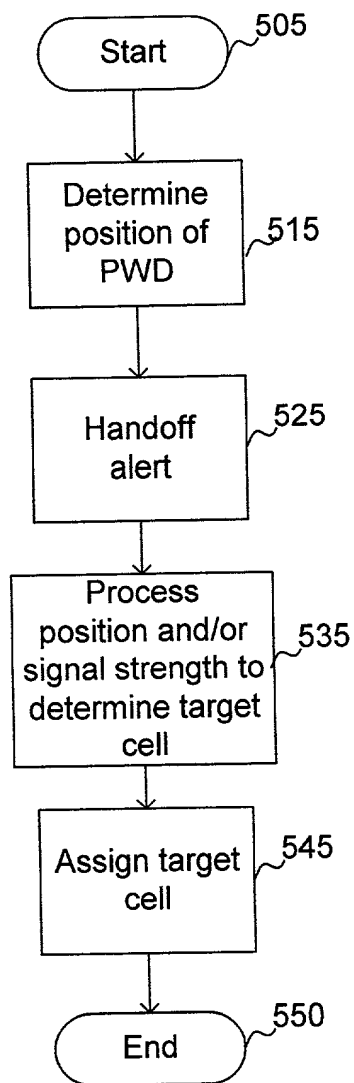 505
Start
Determine
position of
PWD
515
Handoff
alert
525
Process
position and/or
signal strength to
determine target
cell
535
Assign target
cell
545
550
End